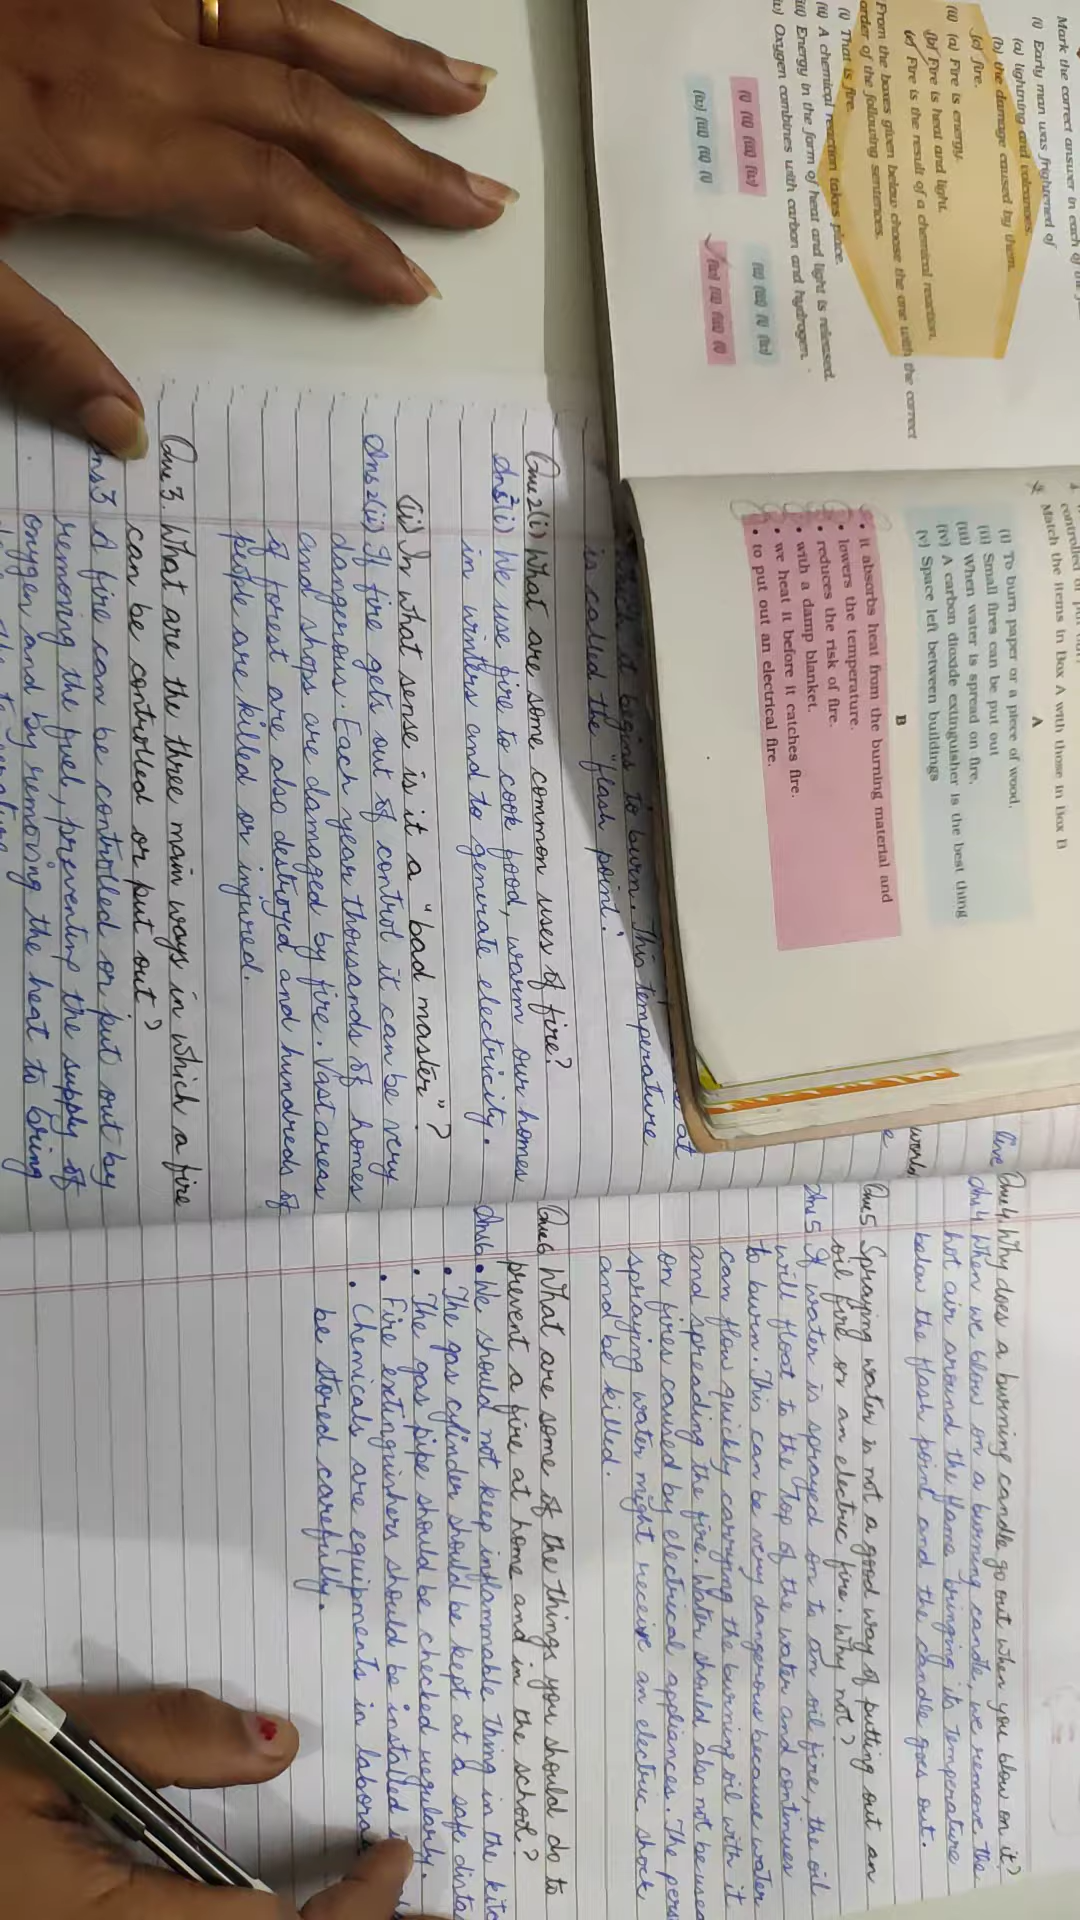 Mark the correct answer in each of the
(i) Early man was frightened of
(a) lightning and volcanoes.
(b) the damage caused by them.
(c) fire.
(ii) (a) Fire is energy.
(b) Fire is heat and light.
(c) Fire is the result of a chemical reaction.
From the boxes given below choose the one with the correct
order of the following sentences.
(i) That is fire.
(ii) A chemical reaction takes place.
(iii) Energy in the form of heat and light is released.
(iv) Oxygen combines with carbon and hydrogen.
(i) (ii) (iii) (iv)
(ii) (iii) (i) (iv)
(iv) (iii) (ii) (i)
(iv) (ii) (iii) (i)
controlled or put out?
Match the items in Box A with those in Box B
A
(i) To burn paper or a piece of wood,
(ii) Small fires can be put out
(iii) When water is spread on fire,
(iv) A carbon dioxide extinguisher is the best thing
(v) Space left between buildings
B
• it absorbs heat from the burning material and
lowers the temperature.
• reduces the risk of fire.
• with a damp blanket.
• we heat it before it catches fire.
• to put out an electrical fire.
at
it begins to burn. This temperature
is called the "flash point."
Que2(i) What are some common uses of fire?
Ans2(i) We use fire to cook food, warm our homes
in winters and to generate electricity.
(ii) In what sense is it a "bad master"?
Ans2(ii) If fire gets out of control it can be very
dangerous. Each year thousands of homes
and shops are damaged by fire. Vast areas
of forest are also destroyed and hundreds of
people are killed or injured.
Que3. What are the three main ways in which a fire
can be controlled or put out?
Ans3 A fire can be controlled or put out by
removing the fuel, preventing the supply of
oxygen and by removing the heat to bring
live
world
e
Que4. Why does a burning candle go out when you blow on it?
Ans4 When we blow on a burning candle, we remove the
hot air around the flame bringing its temperature
below the flash point and the candle goes out.
Que5. Spraying water is not a good way of putting out an
oil fire or an electric fire. Why not?
Ans5 If water is sprayed on to an oil fire, the oil
will float to the top of the water and continues
to burn. This can be very dangerous because water
can flow quickly carrying the burning oil with it
and spreading the fire. Water should also not be used
on fires caused by electrical appliances. The pers
spraying water might receive an electric shock
and be killed.
Que6 What are some of the things you should do to
prevent a fire at home and in the school?
Ans6 • We should not keep inflammable thing in the kitc
• The gas cylinder should be kept at a safe dista
• The gas pipe should be checked regularly.
• Fire extinguishers should be installed
• Chemicals are equipments in labora
be stored carefully.